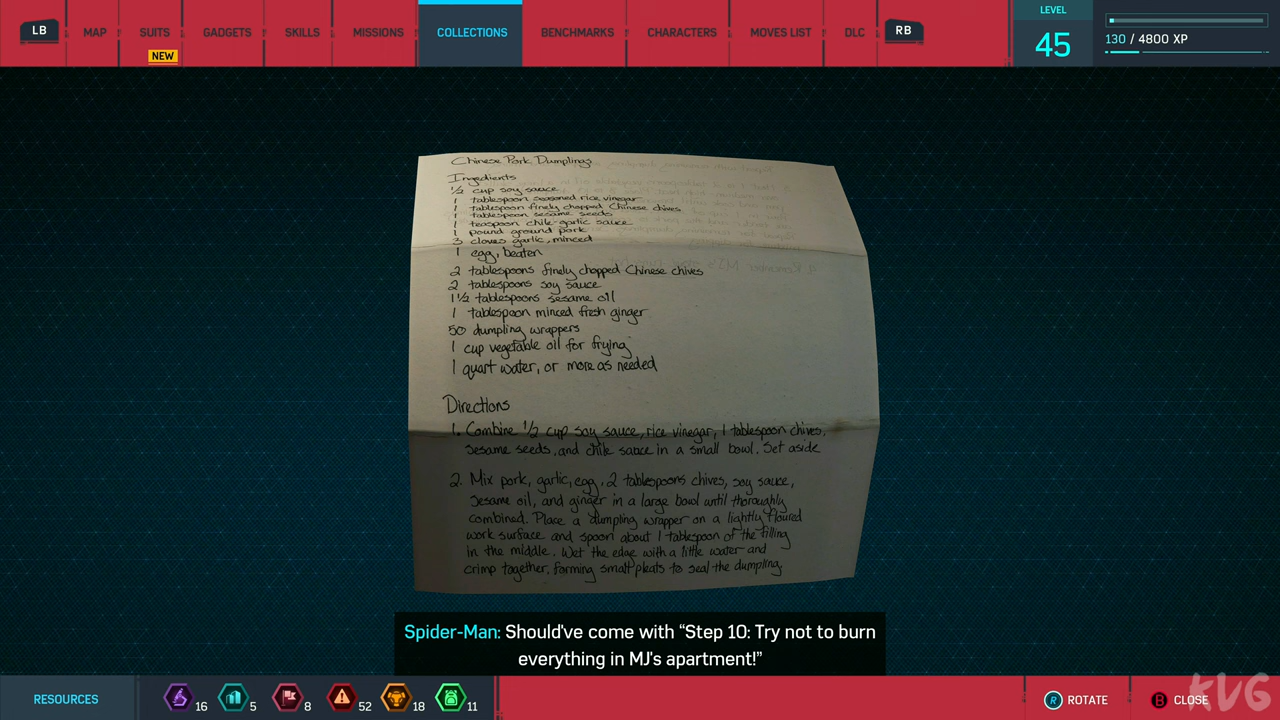 LB
MAP
SUITS
GADGETS
SKILLS
MISSIONS
COLLECTIONS
BENCHMARKS
CHARACTERS
MOVES LIST
DLC
RB
NEW
LEVEL
45
130 / 4800 XP
Chinese Pork Dumplings
Ingredients
1/2 cup soy sauce
1 tablespoon seasoned rice vinegar
1 tablespoon finely chopped Chinese chives
1 tablespoon sesame seeds
1 teaspoon chile-garlic sauce
1 pound ground pork
3 cloves garlic, minced
1 egg, beaten
2 tablespoons finely chopped Chinese chives
2 tablespoons soy sauce
1 1/2 tablespoons sesame oil
1 tablespoon minced fresh ginger
50 dumpling wrappers
1 cup vegetable oil for frying
1 quart water, or more as needed
Directions
1. Combine 1/2 cup soy sauce, rice vinegar, 1 tablespoon chives,
sesame seeds, and chile sauce in a small bowl. Set aside
2. Mix pork, garlic, egg, 2 tablespoons chives, soy sauce,
sesame oil, and ginger in a large bowl until thoroughly
combined. Place a dumpling wrapper on a lightly floured
work surface and spoon about 1 tablespoon of the filling
in the middle. Wet the edge with a little water and
crimp together, forming small pleats to seal the dumpling.
Spider-Man: Should've come with "Step 10: Try not to burn
everything in MJ's apartment!"
RESOURCES
16
5
8
52
18
11
R ROTATE
B CLOSE
KVG